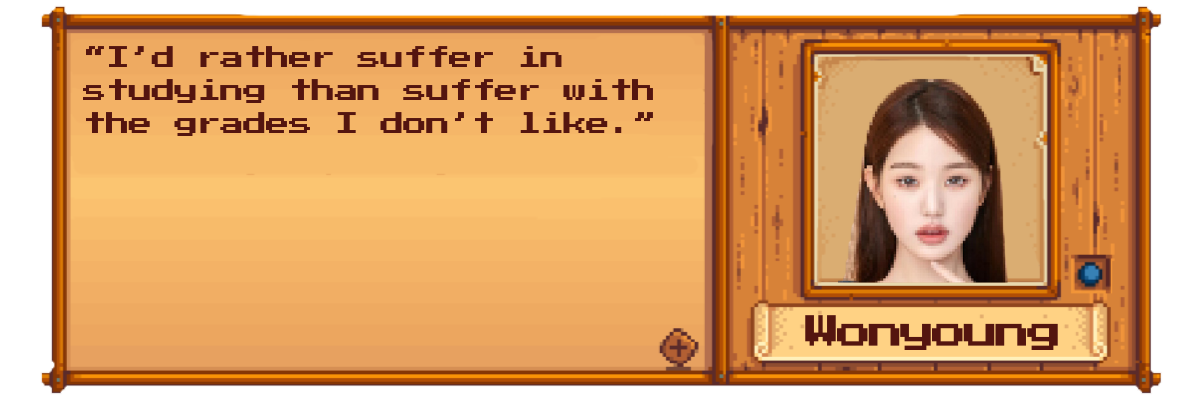 “I’d rather suffer in
studying than suffer with
the grades I don’t like.”
Wonyoung